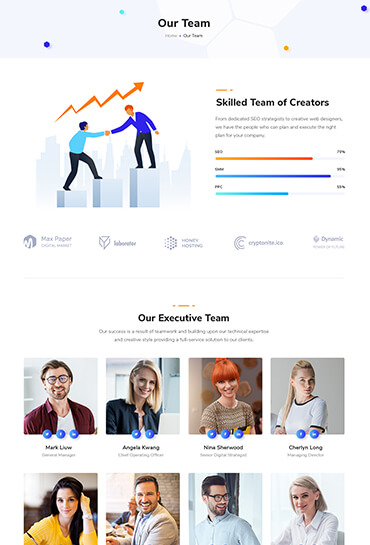 Our Team
Home • Our Team
Skilled Team of Creators
From dedicated SEO strategists to creative web designers,
we have the people who can plan and execute the right
plan for your company.
SEO 79%
SMM 95%
PPC 55%
Max Paper
DIGITAL MARKET
laborator
HONEY
HOSTING
cryptonite.ico
Dynamic
POWER OF FUTURE
Our Executive Team
Our success is a result of teamwork and building upon our technical expertise
and creative style providing a full-service solution to our clients.
Mark Liuw
General Manager
Angela Kwang
Chief Operating Officer
Nina Sherwood
Senior Digital Strategist
Cherlyn Long
Managing Director